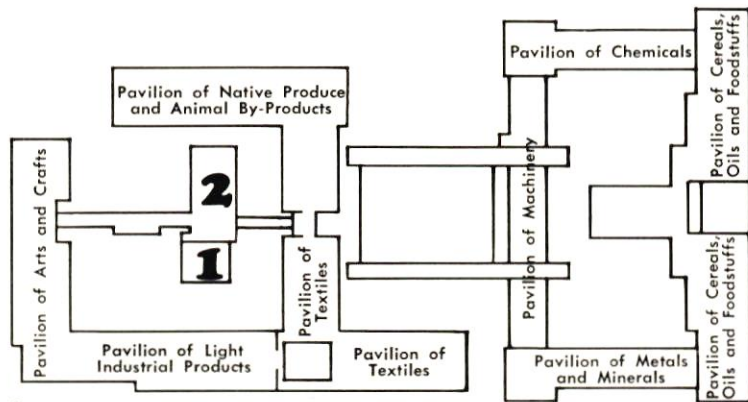 Pavilion of Chemicals
Pavilion of Cereals,
Oils and Foodstuffs
Pavilion of Native Produce
and Animal By-Products
Pavilion of Arts and Crafts
2
1
Pavilion of Machinery
Pavilion of
Textiles
Pavilion of Cereals,
Oils and Foodstuffs
Pavilion of Light
Industrial Products
Pavilion of
Textiles
Pavilion of Metals
and Minerals